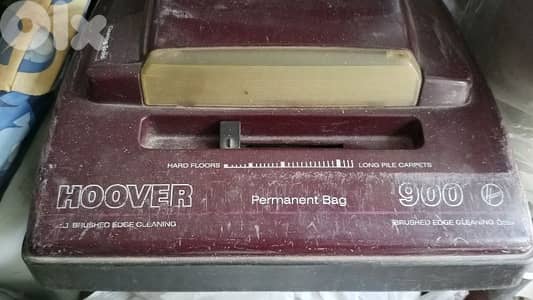 olx
HARD FLOORS LONG PILE CARPETS
HOOVER Permanent Bag 900
BRUSHED EDGE CLEANING BRUSHED EDGE CLEANING